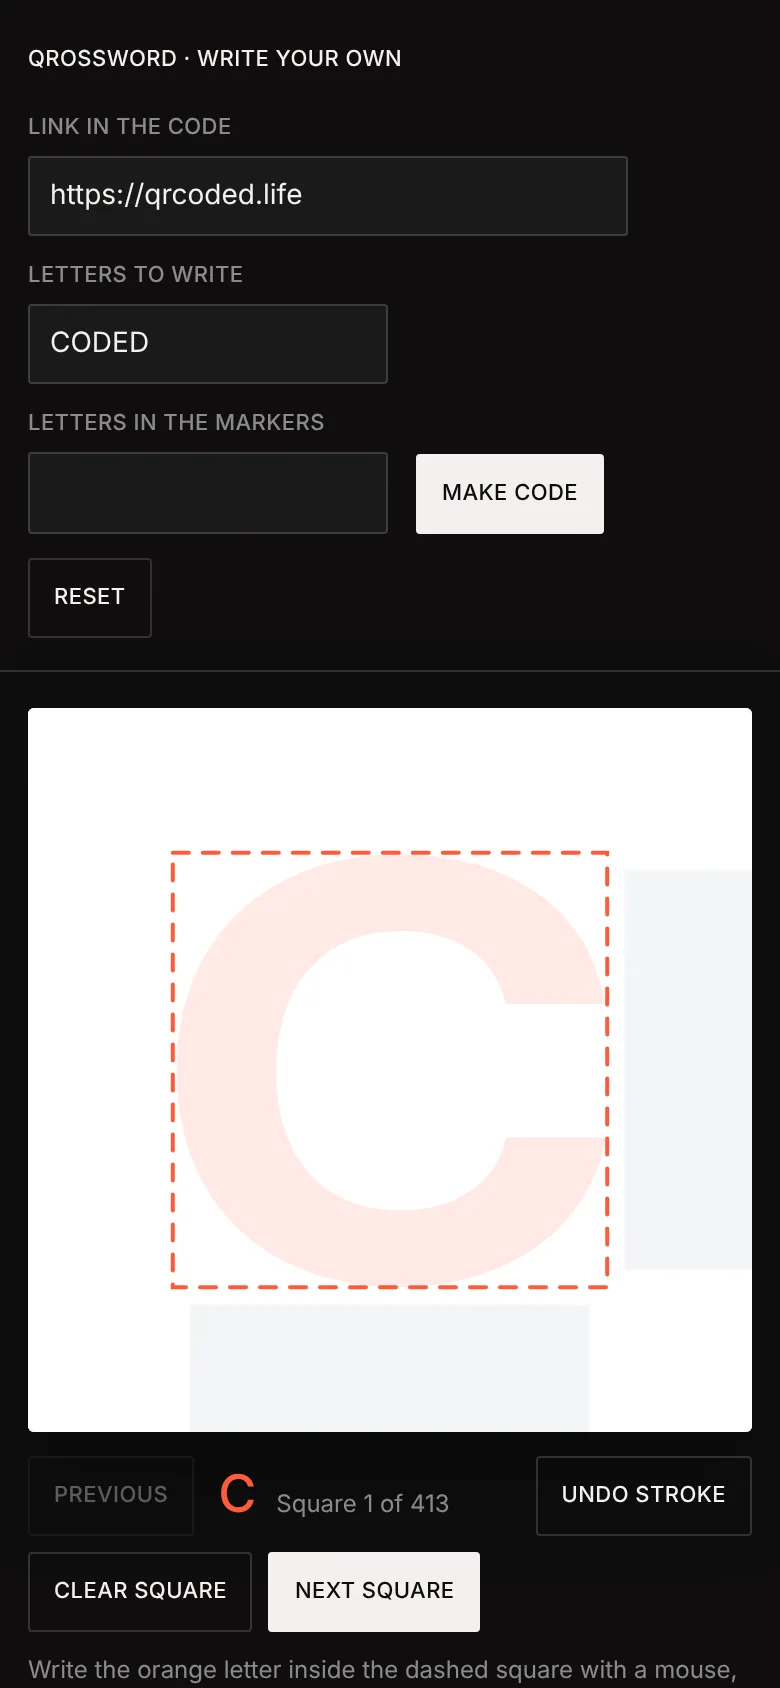 QROSSWORD · WRITE YOUR OWN
LINK IN THE CODE
https://qrcoded.life
LETTERS TO WRITE
CODED
LETTERS IN THE MARKERS
MAKE CODE
RESET
C
PREVIOUS
C
Square 1 of 413
UNDO STROKE
CLEAR SQUARE
NEXT SQUARE
Write the orange letter inside the dashed square with a mouse,